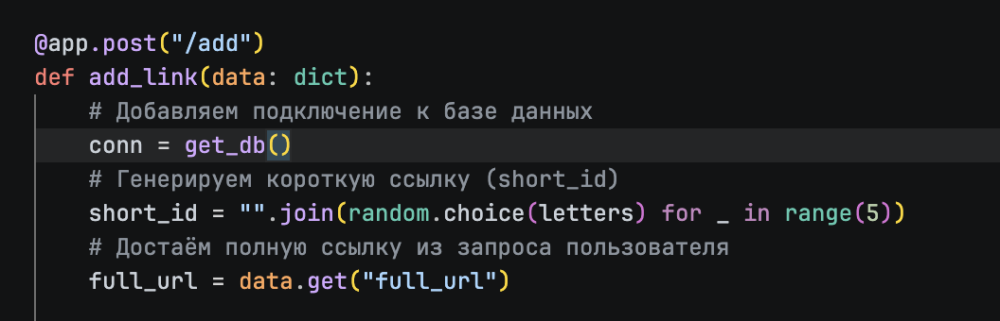 @app.post("/add")
def add_link(data: dict):
# Добавляем подключение к базе данных
conn = get_db()
# Генерируем короткую ссылку (short_id)
short_id = "".join(random.choice(letters) for _ in range(5))
# Достаём полную ссылку из запроса пользователя
full_url = data.get("full_url")